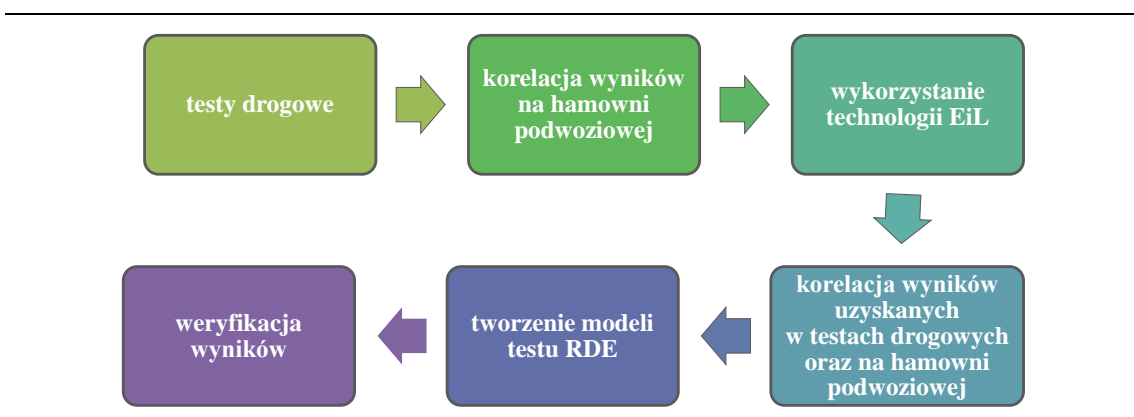 testy drogowe
korelacja wyników
na hamowni
podwoziowej
wykorzystanie
technologii EiL
korelacja wyników
uzyskanych
w testach drogowych
oraz na hamowni
podwoziowej
tworzenie modeli
testu RDE
weryfikacja
wyników